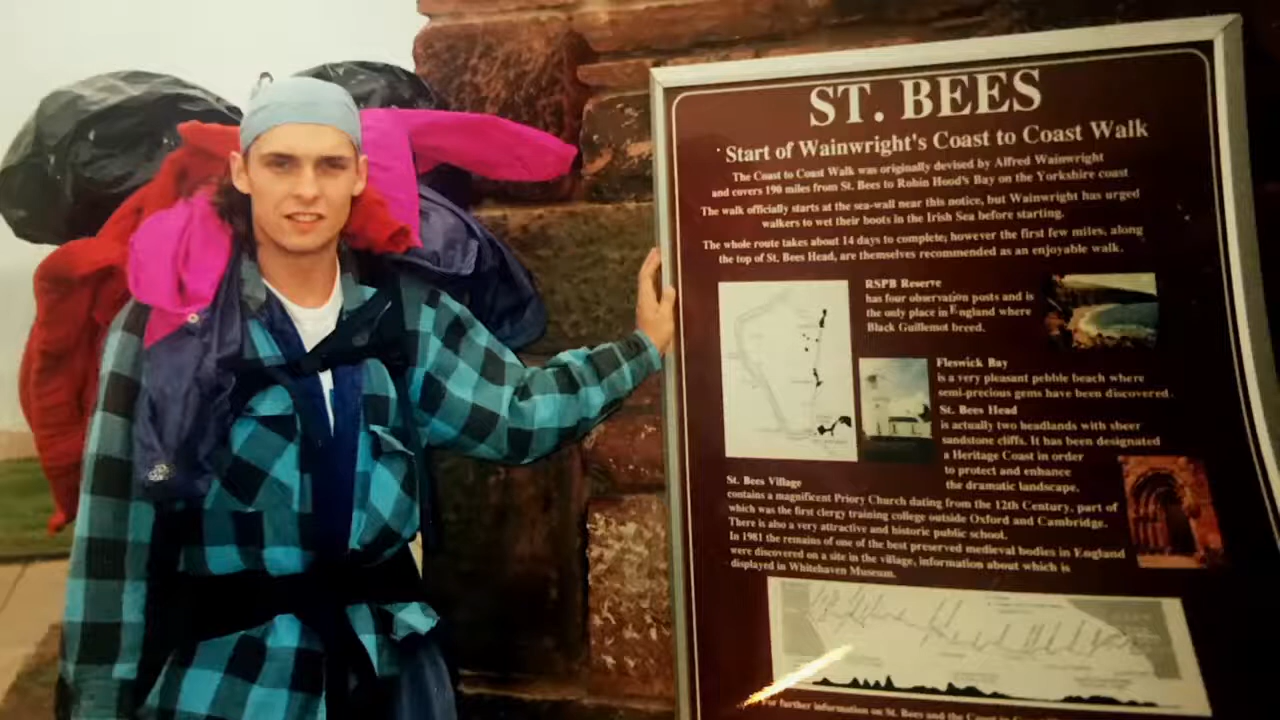 ST. BEES
Start of Wainwright's Coast to Coast Walk
The Coast to Coast Walk was originally devised by Alfred Wainwright
and covers 190 miles from St. Bees to Robin Hood's Bay on the Yorkshire coast
The walk officially starts at the sea-wall near this notice, but Wainwright has urged
walkers to wet their boots in the Irish Sea before starting.
The whole route takes about 14 days to complete; however the first few miles, along
the top of St. Bees Head, are themselves recommended as an enjoyable walk.
RSPB Reserve
has four observation posts and is
the only place in England where
Black Guillemot breed.
Fleswick Bay
is a very pleasant pebble beach where
semi-precious gems have been discovered.
St. Bees Head
is actually two headlands with sheer
sandstone cliffs. It has been designated
a Heritage Coast in order
to protect and enhance
the dramatic landscape.
St. Bees Village
contains a magnificent Priory Church dating from the 12th Century, part of
which was the first clergy training college outside Oxford and Cambridge.
There is also a very attractive and historic public school.
In 1981 the remains of one of the best preserved medieval bodies in England
were discovered on a site in the village, information about which is
displayed in Whitehaven Museum.
For further information on St. Bees and the Coast